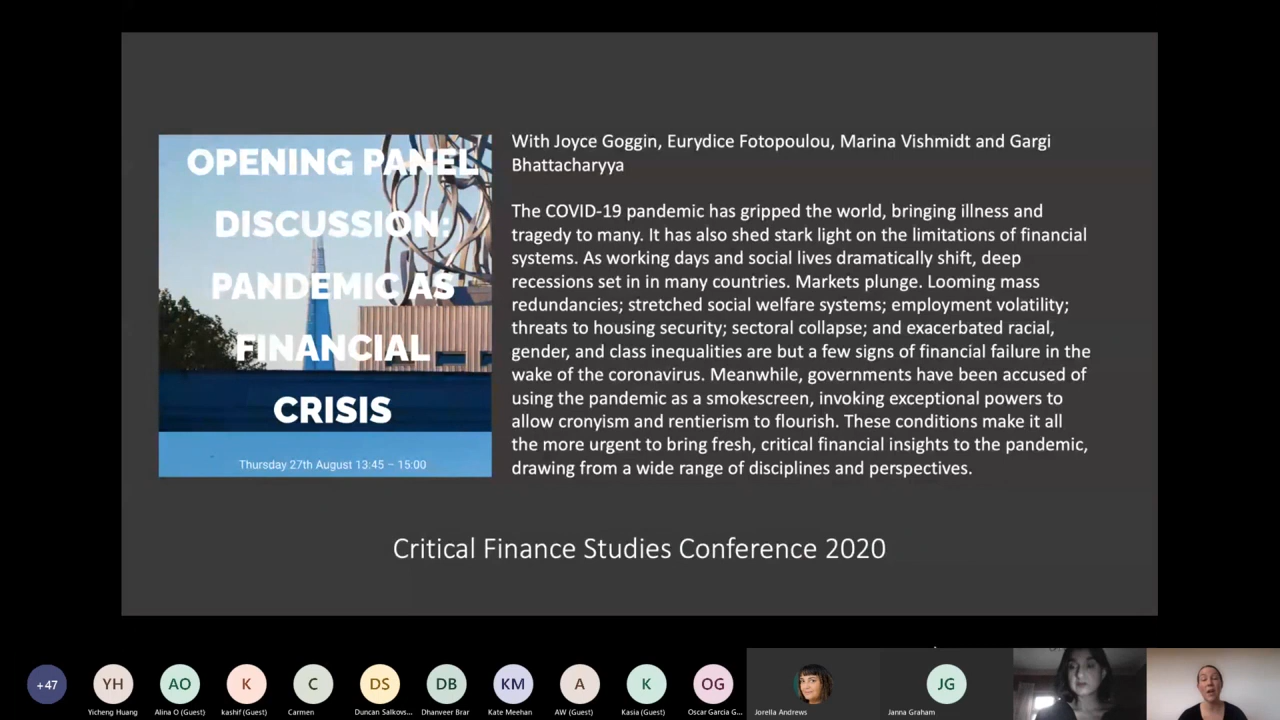 OPENING PANEL
DISCUSSION:
PANDEMIC AS
FINANCIAL
CRISIS
Thursday 27th August 13:45 – 15:00
With Joyce Goggin, Eurydice Fotopoulou, Marina Vishmidt and Gargi
Bhattacharyya
The COVID-19 pandemic has gripped the world, bringing illness and
tragedy to many. It has also shed stark light on the limitations of financial
systems. As working days and social lives dramatically shift, deep
recessions set in in many countries. Markets plunge. Looming mass
redundancies; stretched social welfare systems; employment volatility;
threats to housing security; sectoral collapse; and exacerbated racial,
gender, and class inequalities are but a few signs of financial failure in the
wake of the coronavirus. Meanwhile, governments have been accused of
using the pandemic as a smokescreen, invoking exceptional powers to
allow cronyism and rentierism to flourish. These conditions make it all
the more urgent to bring fresh, critical financial insights to the pandemic,
drawing from a wide range of disciplines and perspectives.
Critical Finance Studies Conference 2020
+47 YH AO K C DS DB KM A K OG JG
Yicheng Huang Alina O (Guest) kashif (Guest) Carmen Duncan Salkovs... Dhanveer Brar Kate Meehan AW (Guest) Kasia (Guest) Oscar Garcia G... Jorella Andrews Janna Graham